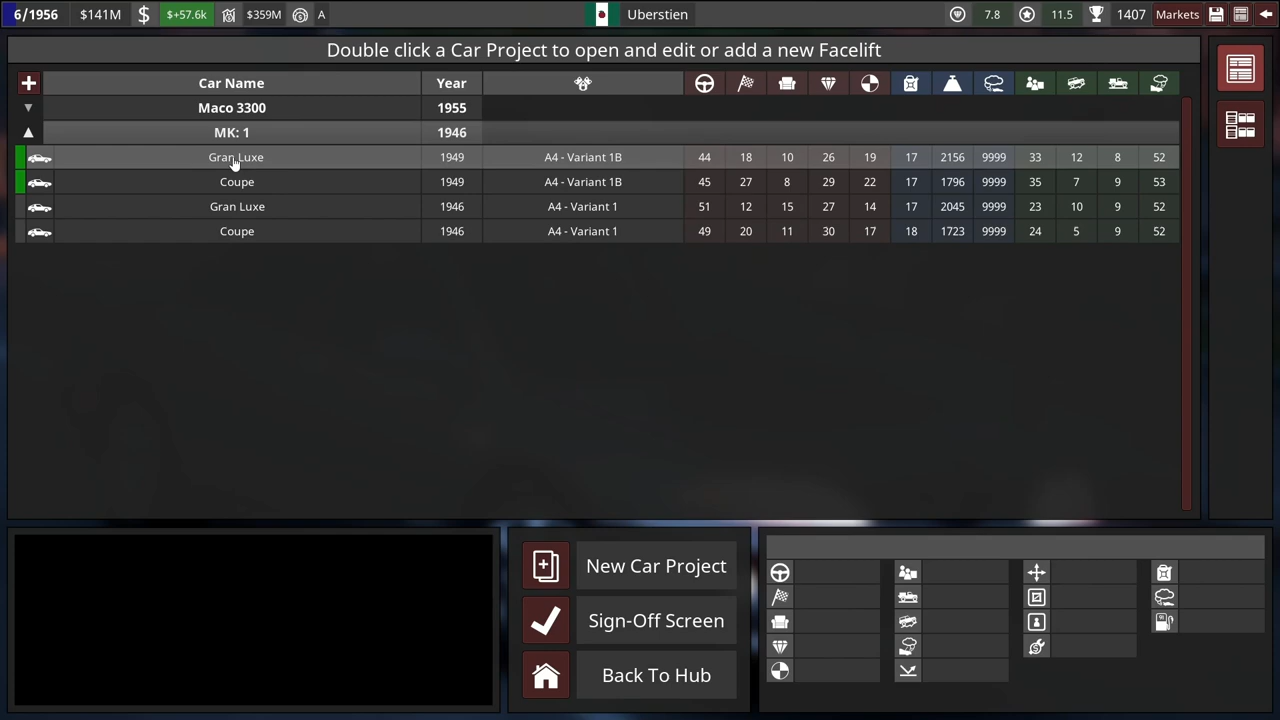 6/1956 $141M $ $+57.6k $359M A Uberstien 7.8 11.5 1407 Markets
Double click a Car Project to open and edit or add a new Facelift
Car Name Year
Maco 3300 1955
MK: 1 1946
Gran Luxe 1949 A4 - Variant 1B 44 18 10 26 19 17 2156 9999 33 12 8 52
Coupe 1949 A4 - Variant 1B 45 27 8 29 22 17 1796 9999 35 7 9 53
Gran Luxe 1946 A4 - Variant 1 51 12 15 27 14 17 2045 9999 23 10 9 52
Coupe 1946 A4 - Variant 1 49 20 11 30 17 18 1723 9999 24 5 9 52
New Car Project
Sign-Off Screen
Back To Hub